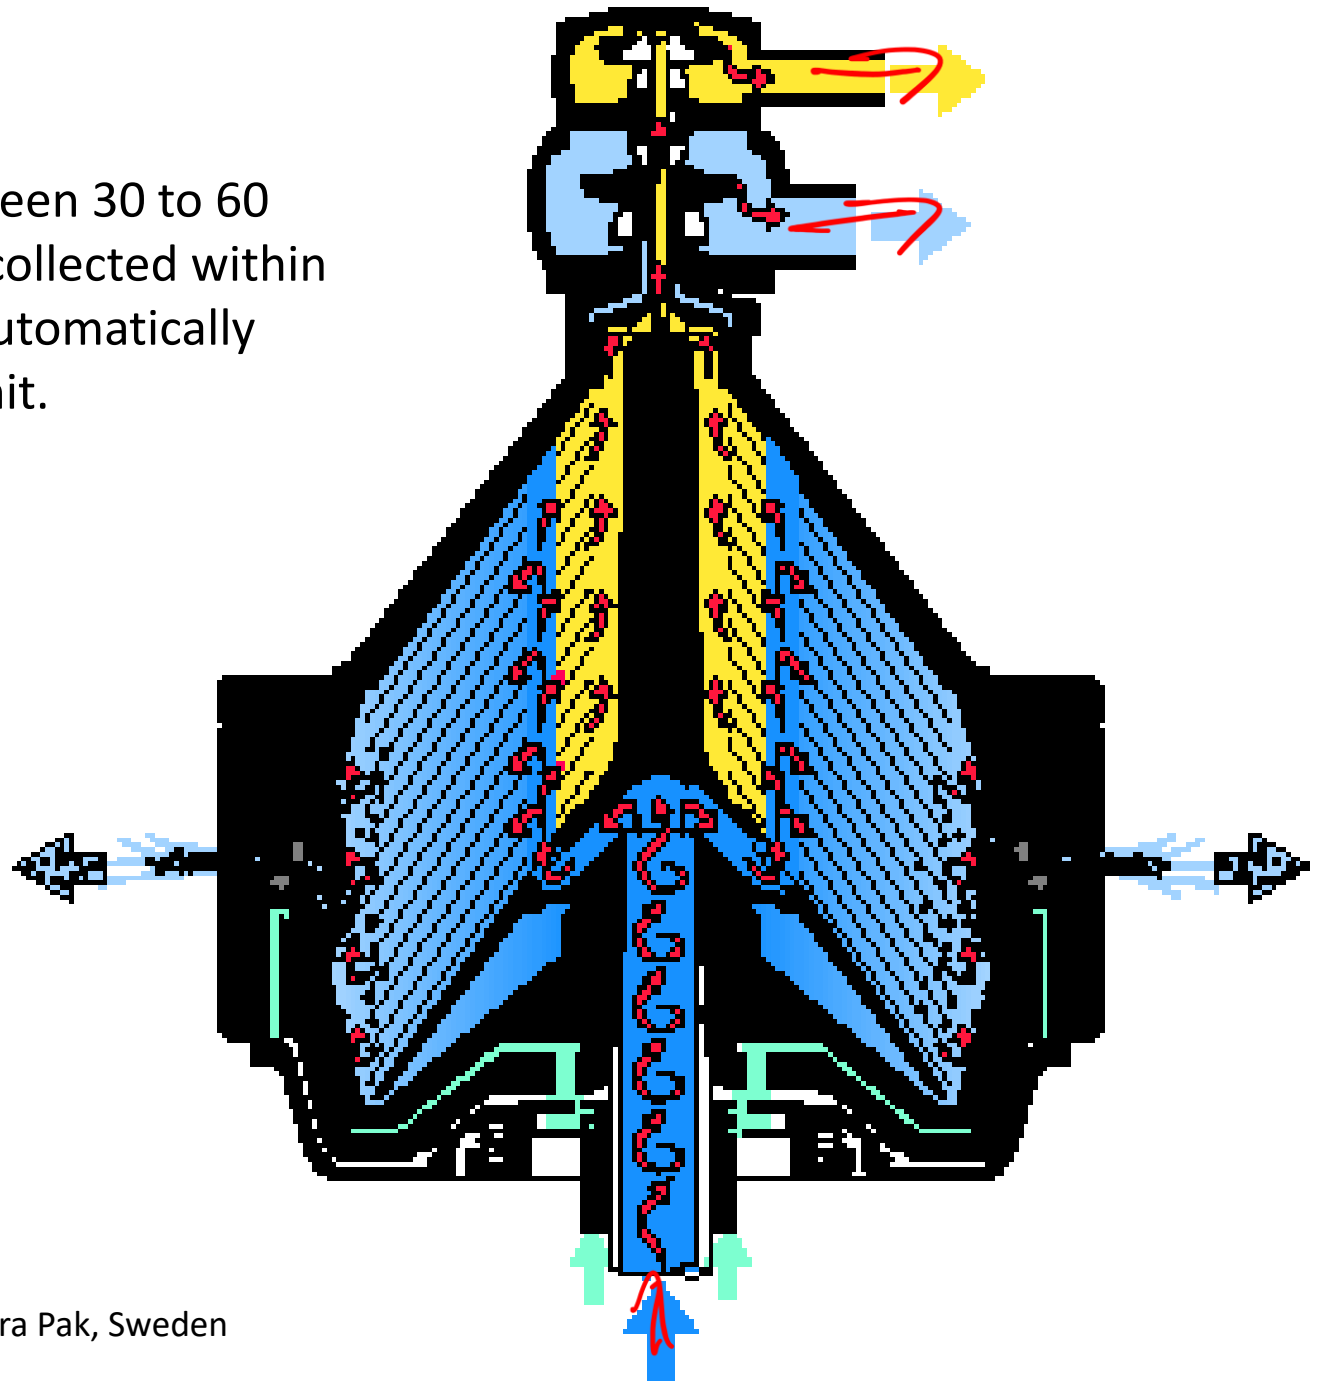 een 30 to 60
collected within
utomatically
it.
ra Pak, Sweden